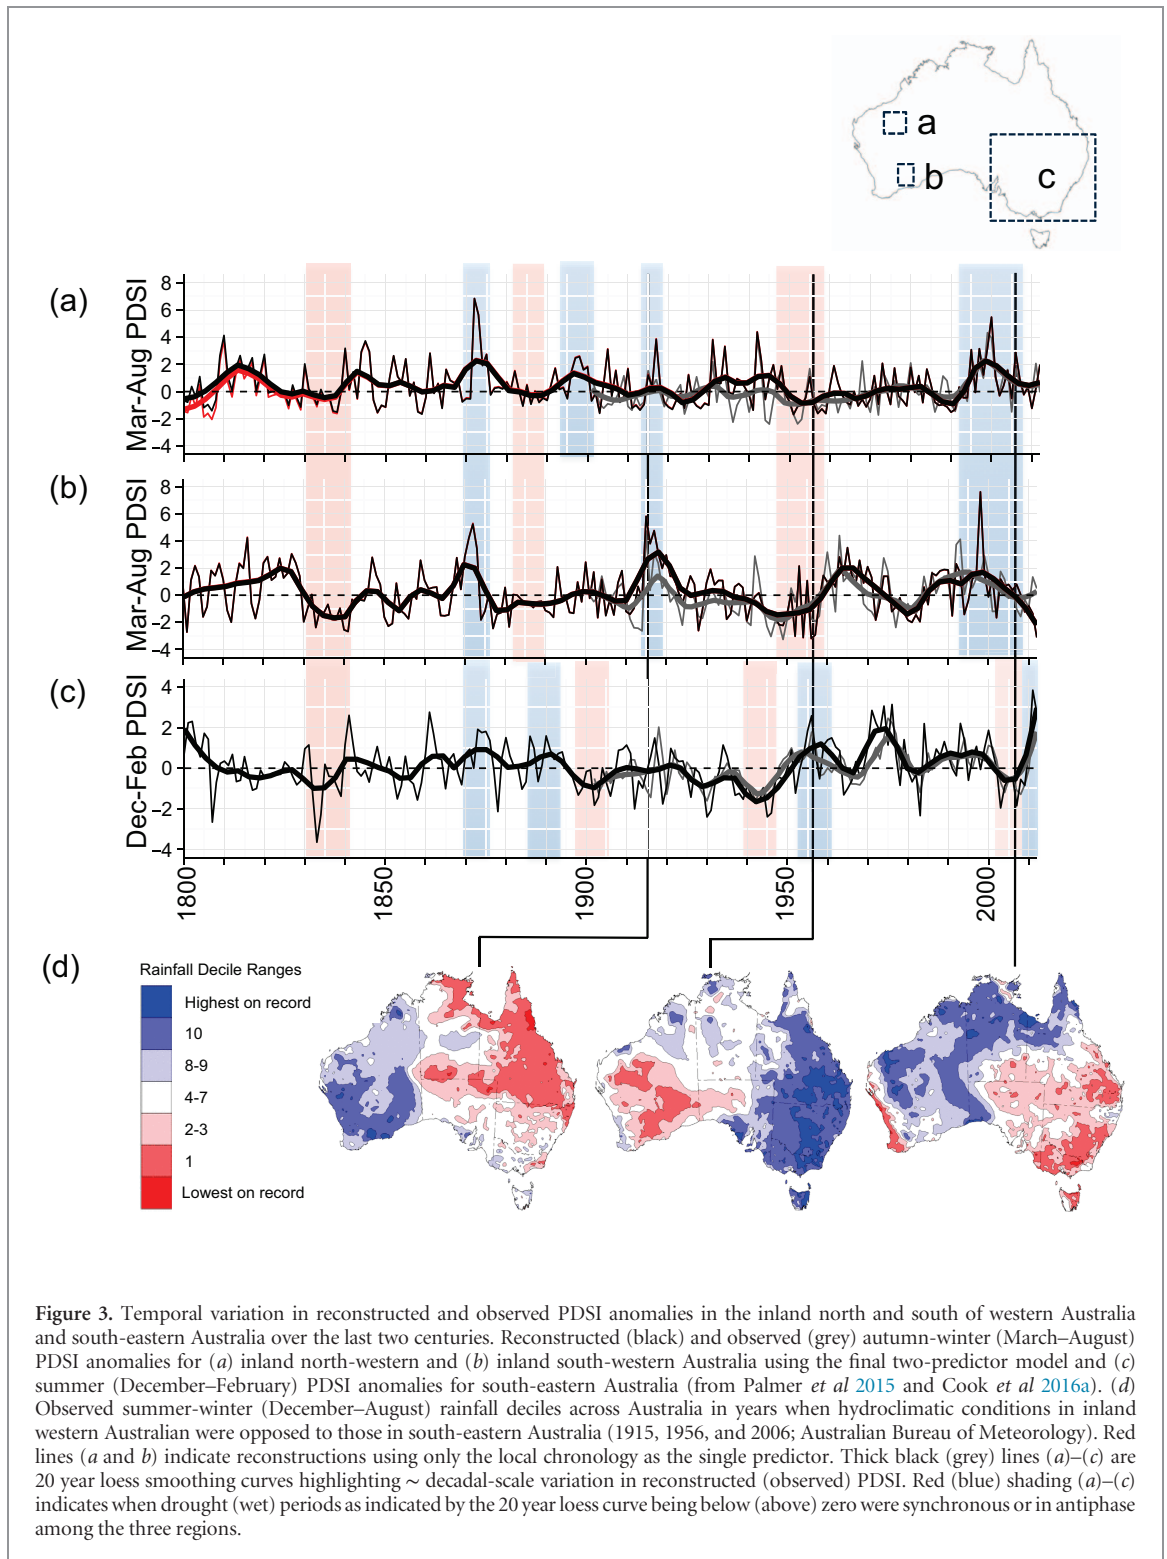 a
b
c
(a)
Mar-Aug PDSI
8
6
4
2
0
−2
−4
(b)
Mar-Aug PDSI
8
6
4
2
0
−2
−4
(c)
Dec-Feb PDSI
4
2
0
−2
−4
1800
1850
1900
1950
2000
(d)
Rainfall Decile Ranges
Highest on record
10
8-9
4-7
2-3
1
Lowest on record
Figure 3. Temporal variation in reconstructed and observed PDSI anomalies in the inland north and south of western Australia
and south-eastern Australia over the last two centuries. Reconstructed (black) and observed (grey) autumn-winter (March–August)
PDSI anomalies for (a) inland north-western and (b) inland south-western Australia using the final two-predictor model and (c)
summer (December–February) PDSI anomalies for south-eastern Australia (from Palmer et al 2015 and Cook et al 2016a). (d)
Observed summer-winter (December–August) rainfall deciles across Australia in years when hydroclimatic conditions in inland
western Australian were opposed to those in south-eastern Australia (1915, 1956, and 2006; Australian Bureau of Meteorology). Red
lines (a and b) indicate reconstructions using only the local chronology as the single predictor. Thick black (grey) lines (a)–(c) are
20 year loess smoothing curves highlighting ∼ decadal-scale variation in reconstructed (observed) PDSI. Red (blue) shading (a)–(c)
indicates when drought (wet) periods as indicated by the 20 year loess curve being below (above) zero were synchronous or in antiphase
among the three regions.